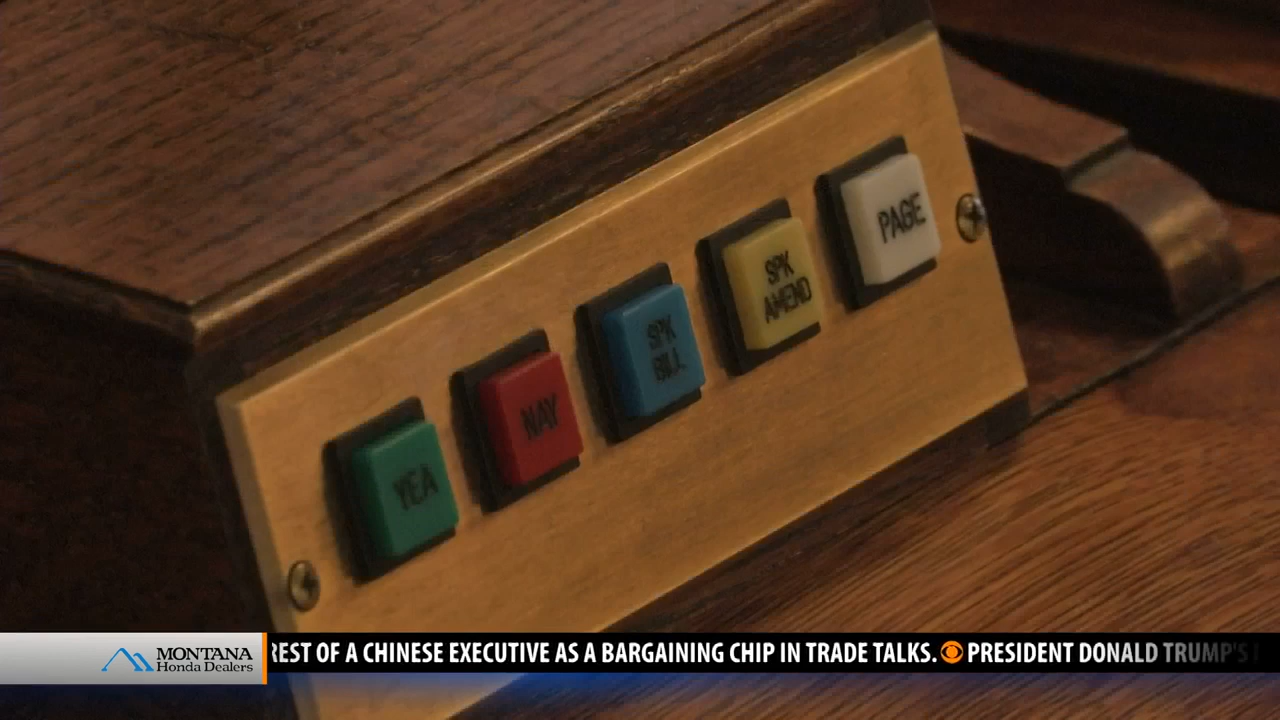 PAGE
SPK
AMEND
SPK
BILL
NAY
YEA
MONTANA
Honda Dealers
REST OF A CHINESE EXECUTIVE AS A BARGAINING CHIP IN TRADE TALKS. PRESIDENT DONALD TRUMP'S